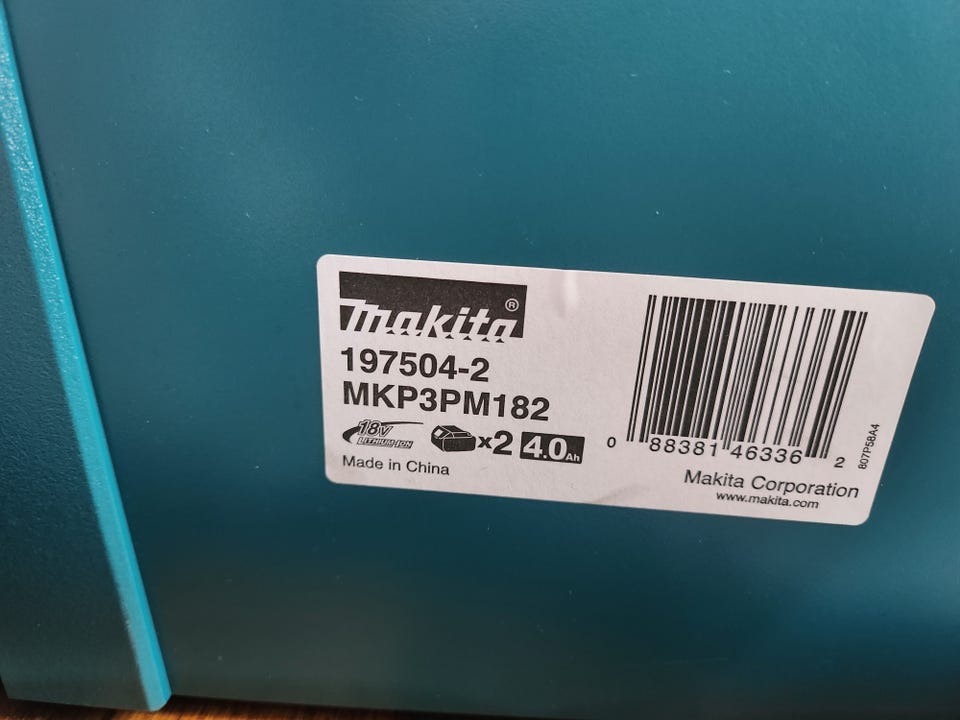 makita®
197504-2
MKP3PM182
18V
LITHIUM-ION
x2 4.0Ah
Made in China
0 88381 46336 2
807P58A4
Makita Corporation
www.makita.com